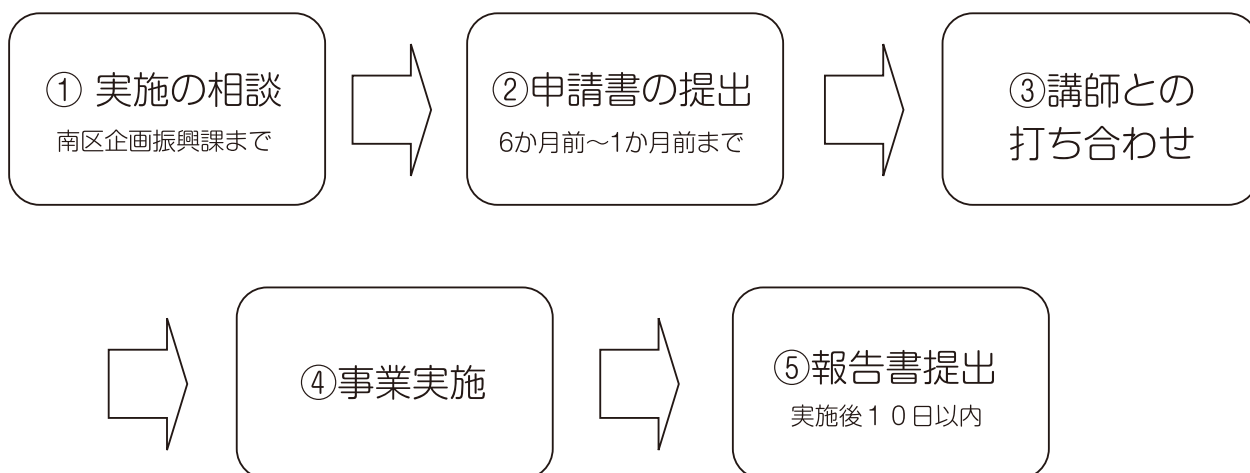 ① 実施の相談
南区企画振興課まで
②申請書の提出
6か月前～1か月前まで
③講師との
打ち合わせ
④事業実施
⑤報告書提出
実施後１０日以内